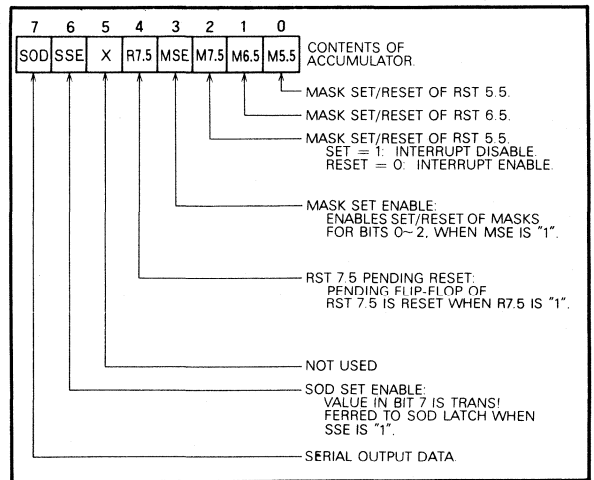 7 6 5 4 3 2 1 0
SOD SSE X R7.5 MSE M7.5 M6.5 M5.5
CONTENTS OF
ACCUMULATOR.
MASK SET/RESET OF RST 5.5.
MASK SET/RESET OF RST 6.5.
MASK SET/RESET OF RST 5.5.
SET = 1: INTERRUPT DISABLE.
RESET = 0: INTERRUPT ENABLE.
MASK SET ENABLE:
ENABLES SET/RESET OF MASKS
FOR BITS 0~2, WHEN MSE IS "1".
RST 7.5 PENDING RESET:
PENDING FLIP-FLOP OF
RST 7.5 IS RESET WHEN R7.5 IS "1".
NOT USED
SOD SET ENABLE:
VALUE IN BIT 7 IS TRANS!
FERRED TO SOD LATCH WHEN
SSE IS "1".
SERIAL OUTPUT DATA.